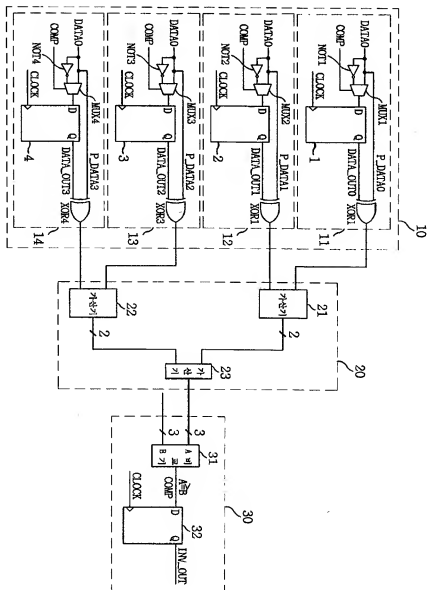 10
11
DATA0
COMP
NOT1
MUX1
CLOCK
D
Q
1
P_DATA0
DATA_OUT0
XOR1
12
DATA0
COMP
NOT2
MUX2
CLOCK
D
Q
2
P_DATA1
DATA_OUT1
XOR1
13
DATA0
COMP
NOT3
MUX3
CLOCK
D
Q
3
P_DATA2
DATA_OUT2
XOR3
14
DATA0
COMP
NOT4
MUX4
CLOCK
D
Q
4
P_DATA3
DATA_OUT3
XOR4
20
가산기
21
2
가산기
22
2
가산기
23
3
3
30
A
B
비교기
31
A≥B
COMP
CLOCK
D
Q
32
INV_OUT